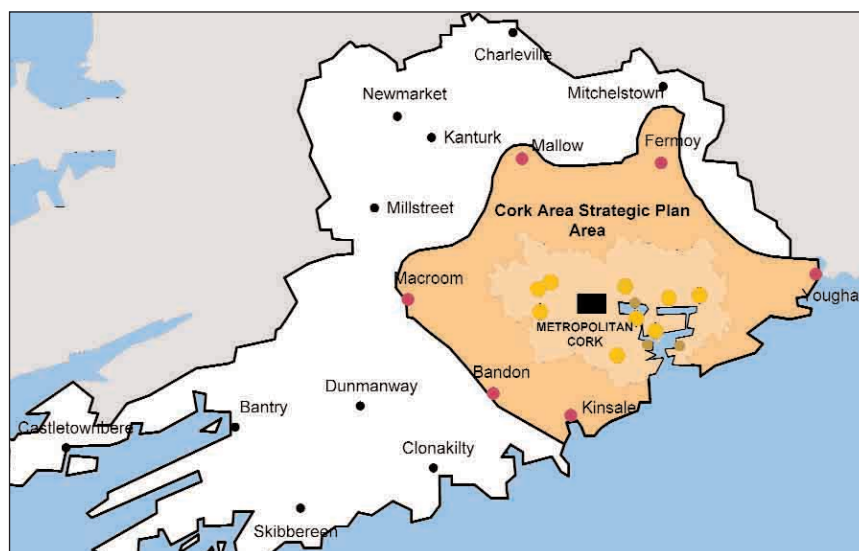 Charleville
Mitchelstown
Newmarket
Kanturk
Mallow
Fermoy
Millstreet
Cork Area Strategic Plan
Area
Macroom
Yougha
METROPOLITAN
CORK
Bandon
Dunmanway
Kinsale
Bantry
Castletownbere
Clonakilty
Skibbereen